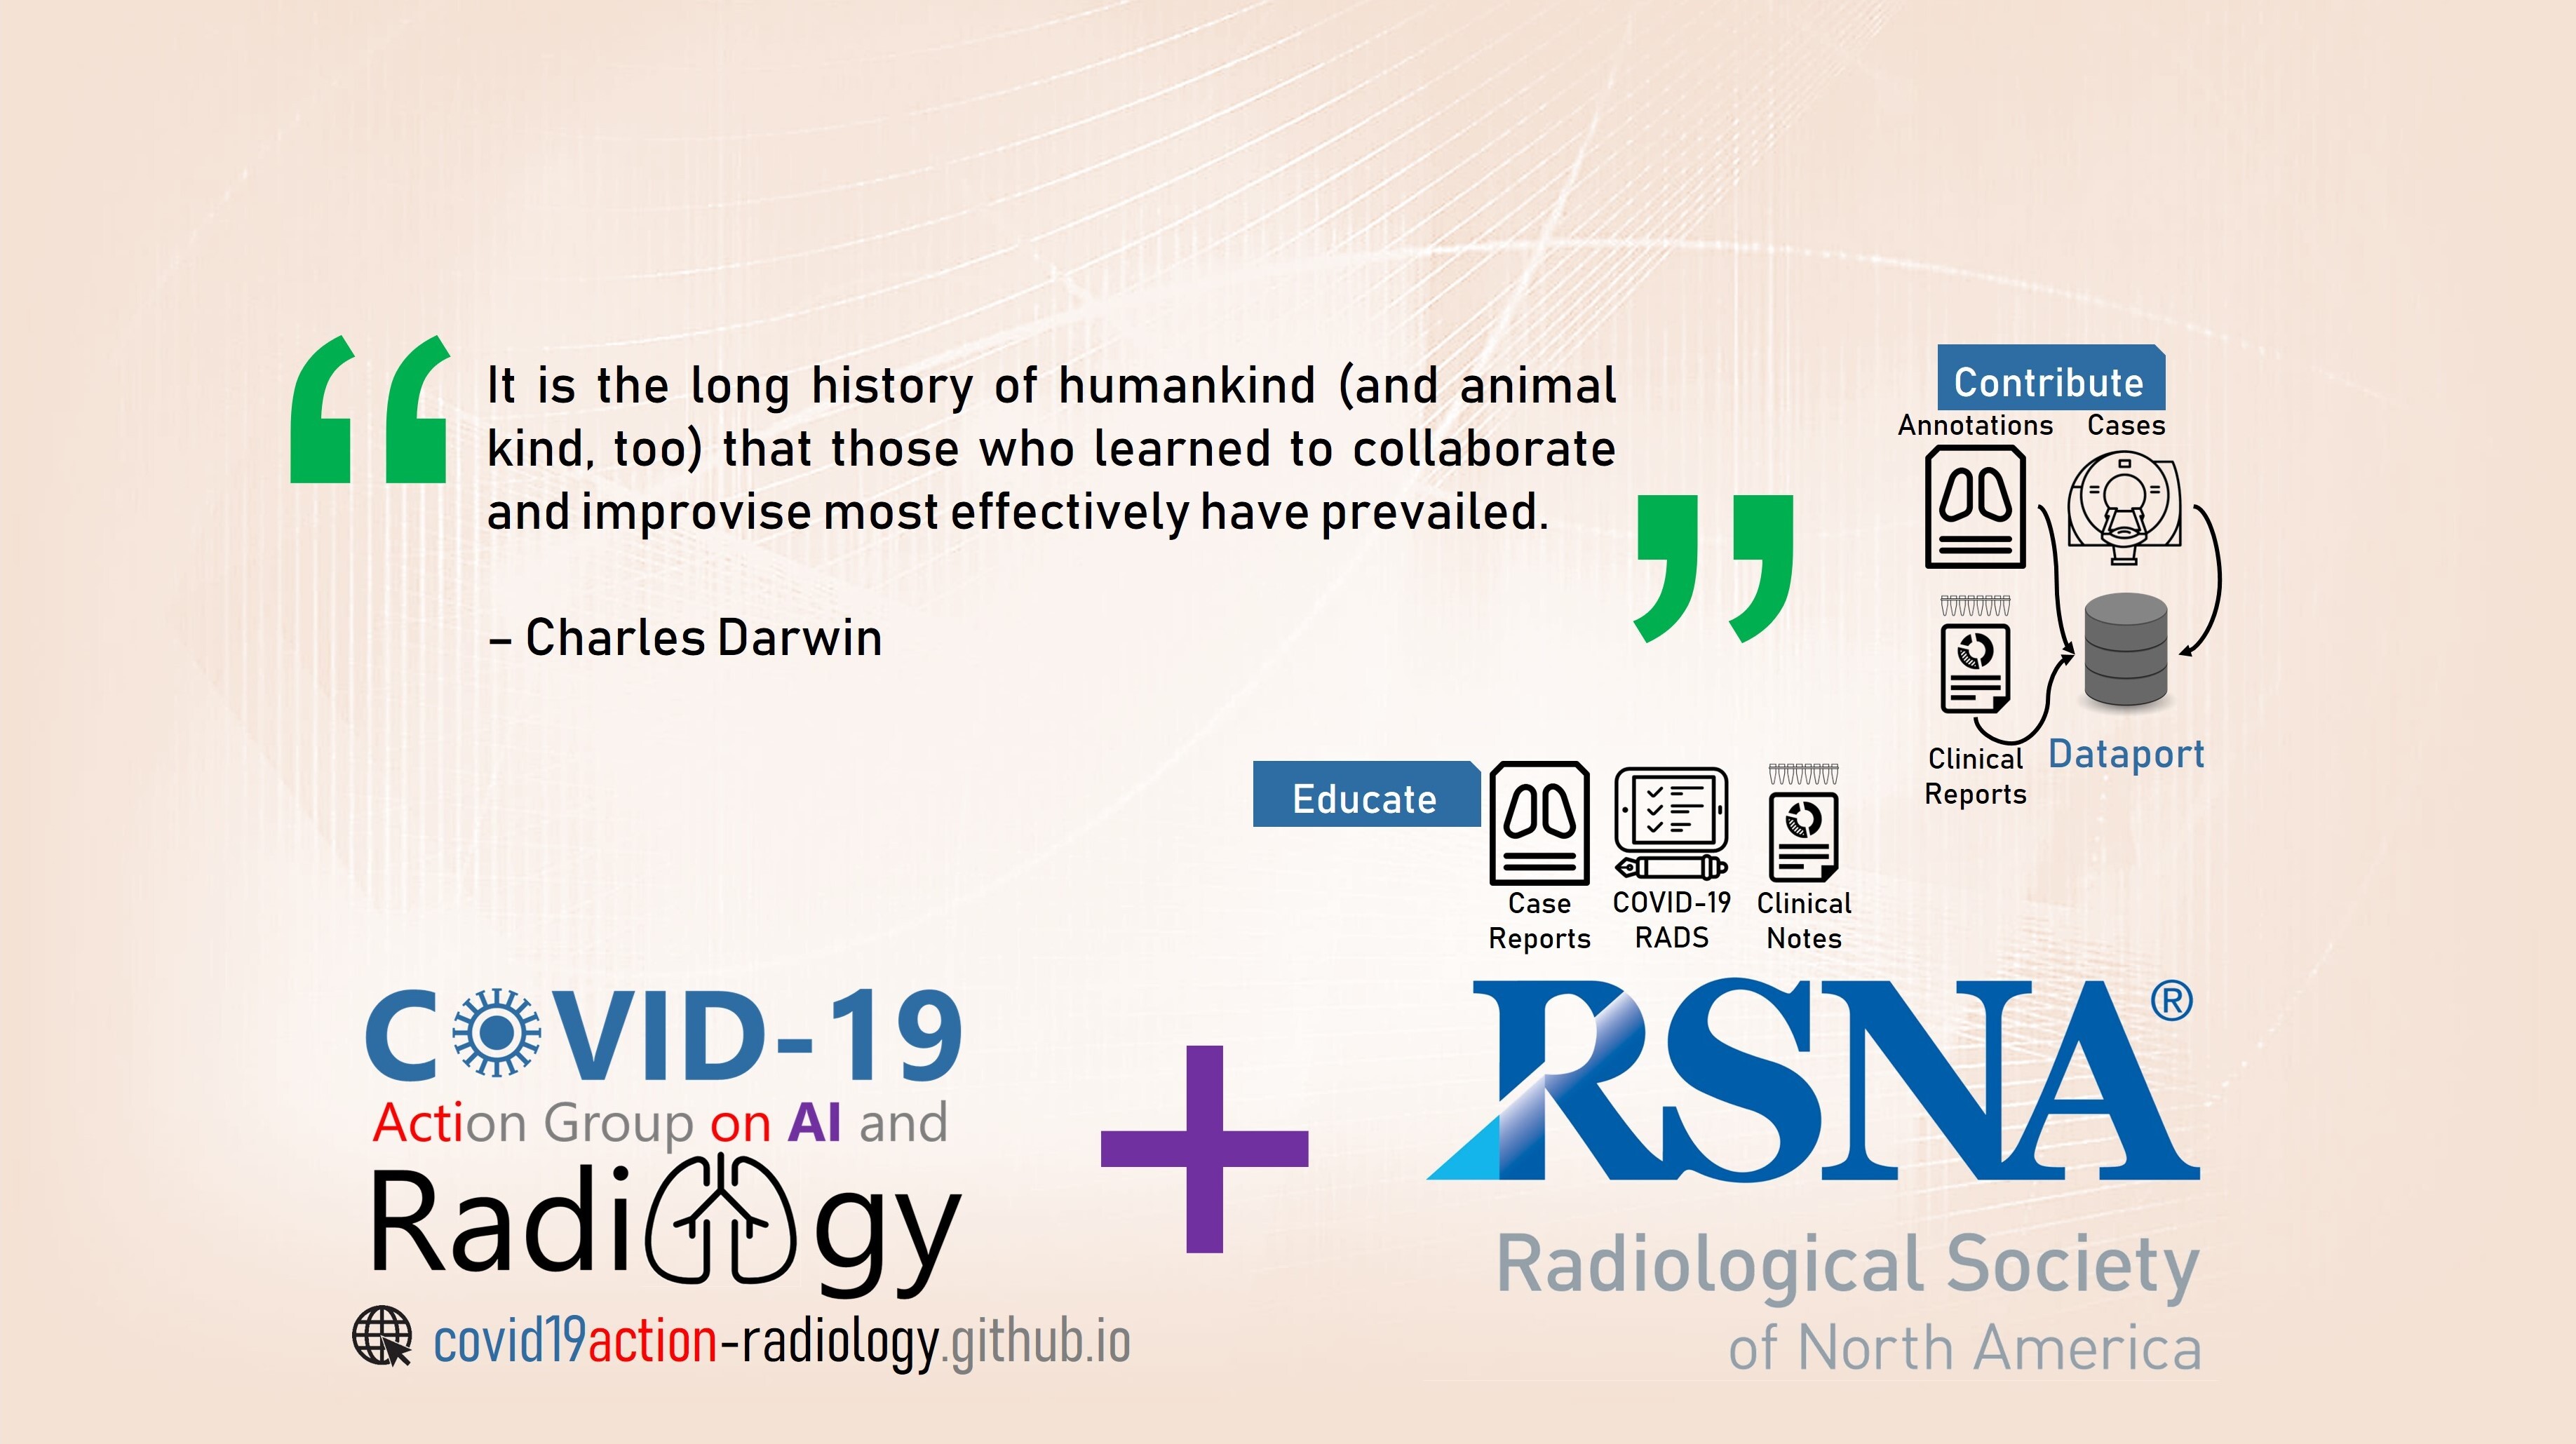 “
It is the long history of humankind (and animal
kind, too) that those who learned to collaborate
and improvise most effectively have prevailed.
”
– Charles Darwin
Contribute
Annotations Cases
Clinical
Reports
Dataport
Educate
Case
Reports
COVID-19
RADS
Clinical
Notes
COVID-19
Action Group on AI and
Radiology
covid19action-radiology.github.io
+
RSNA®
Radiological Society
of North America